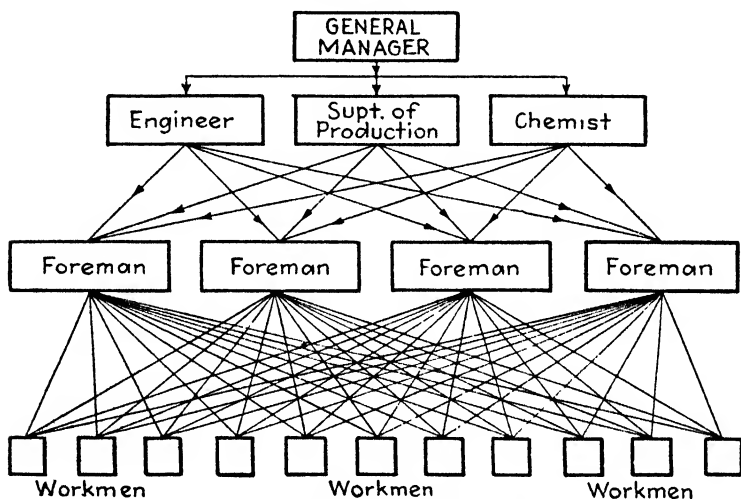 GENERAL
MANAGER
Engineer
Supt. of
Production
Chemist
Foreman
Foreman
Foreman
Foreman
Workmen
Workmen
Workmen